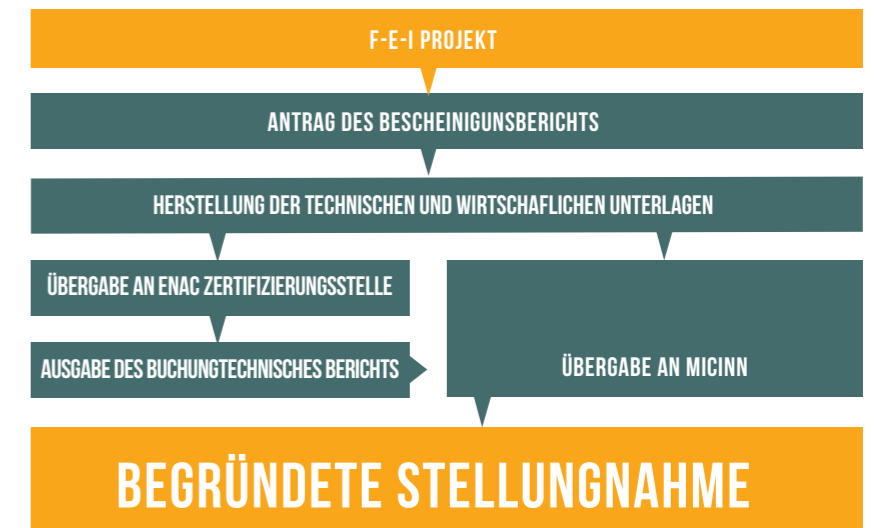 F-E-I PROJEKT
ANTRAG DES BESCHEINIGUNSBERICHTS
HERSTELLUNG DER TECHNISCHEN UND WIRTSCHAFLICHEN UNTERLAGEN
ÜBERGABE AN ENAC ZERTIFIZIERUNGSSTELLE
AUSGABE DES BUCHUNGTECHNISCHES BERICHTS
ÜBERGABE AN MICINN
BEGRÜNDETE STELLUNGNAHME